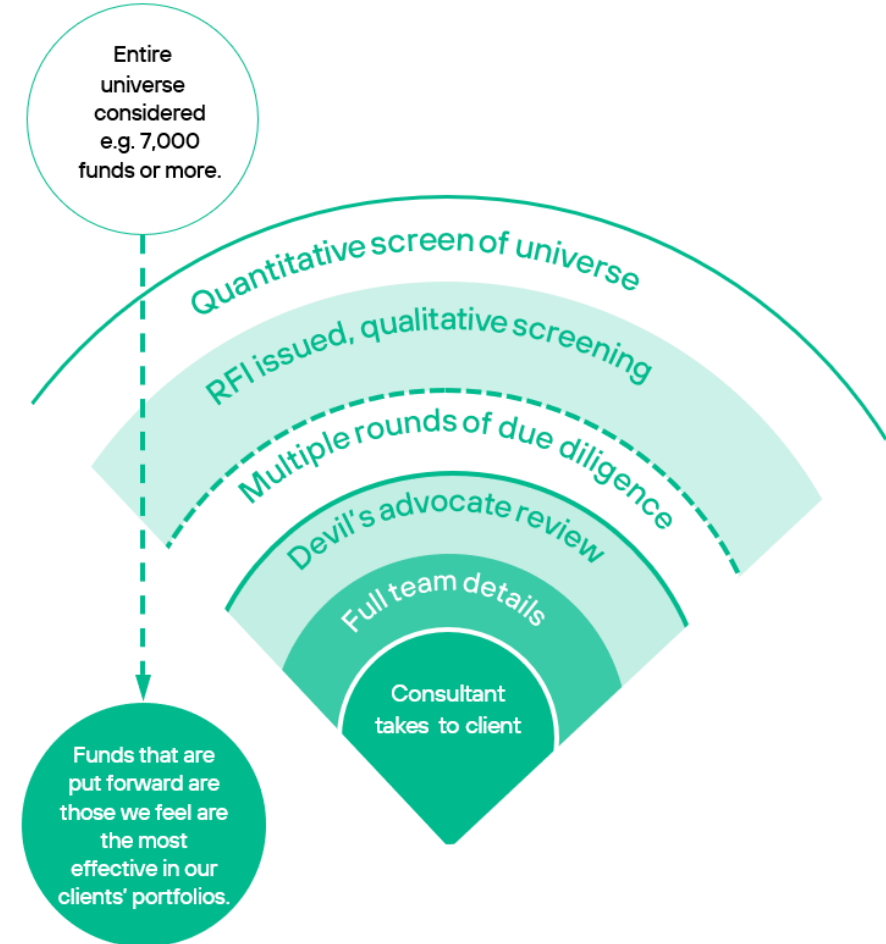 Entire
universe
considered
e.g. 7,000
funds or more.
Quantitative screen of universe
RFI issued, qualitative screening
Multiple rounds of due diligence
Devil's advocate review
Full team details
Consultant
takes to client
Funds that are
put forward are
those we feel are
the most
effective in our
clients' portfolios.